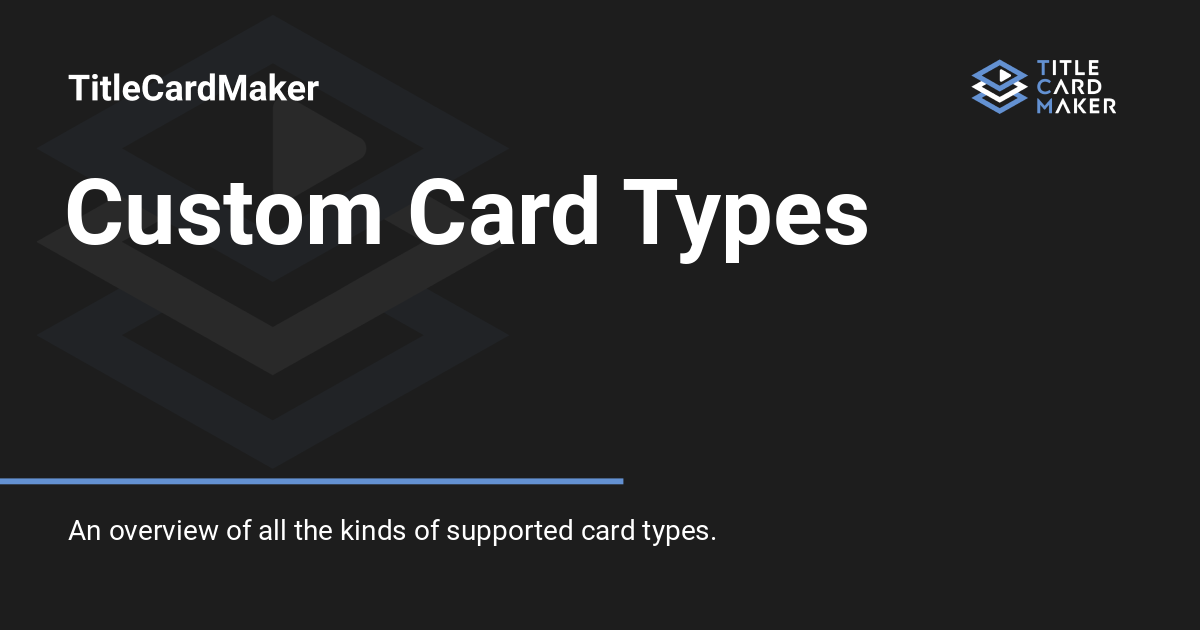 TitleCardMaker
TITLE
CARD
MAKER
Custom Card Types
An overview of all the kinds of supported card types.